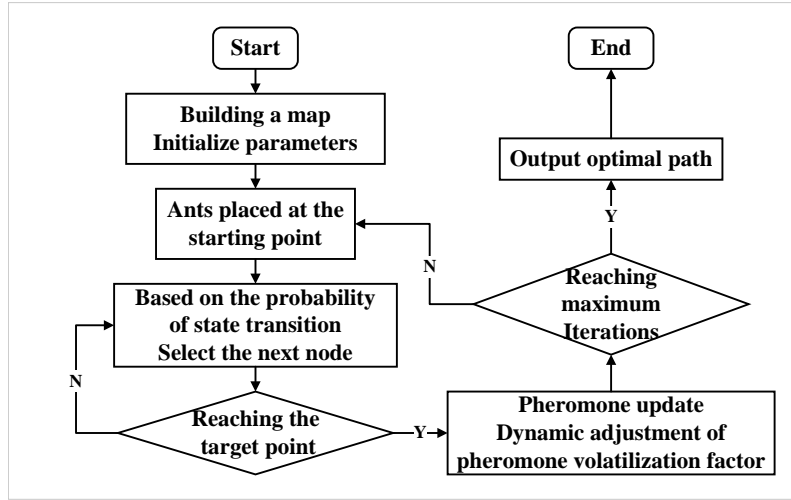 Start
Building a map
Initialize parameters
Ants placed at the
starting point
Based on the probability
of state transition
Select the next node
N
Reaching the
target point
Y
Pheromone update
Dynamic adjustment of
pheromone volatilization factor
Reaching
maximum
Iterations
N
Y
Output optimal path
End